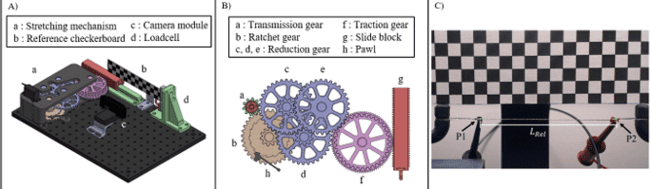 A)
a : Stretching mechanism c : Camera module
b : Reference checkerboard d : Loadcell
a
b
c
d
B)
a : Transmission gear f : Traction gear
b : Ratchet gear g : Slide block
c, d, e : Reduction gear h : Pawl
c
e
g
a
b
h
d
f
C)
P1
L_Rel
P2